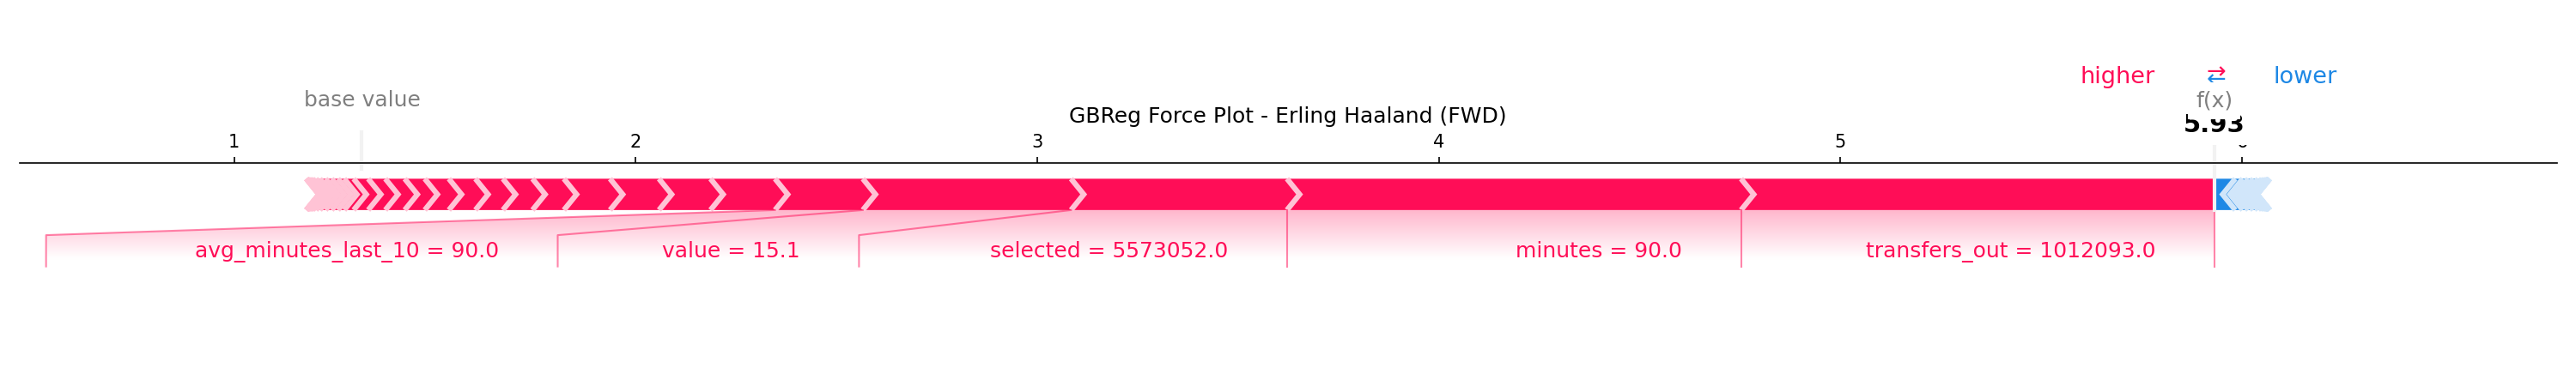 higher ⇄ lower
base value
f(x)
GBReg Force Plot - Erling Haaland (FWD)
5.93
1 2 3 4 5
avg_minutes_last_10 = 90.0 value = 15.1 selected = 5573052.0 minutes = 90.0 transfers_out = 1012093.0